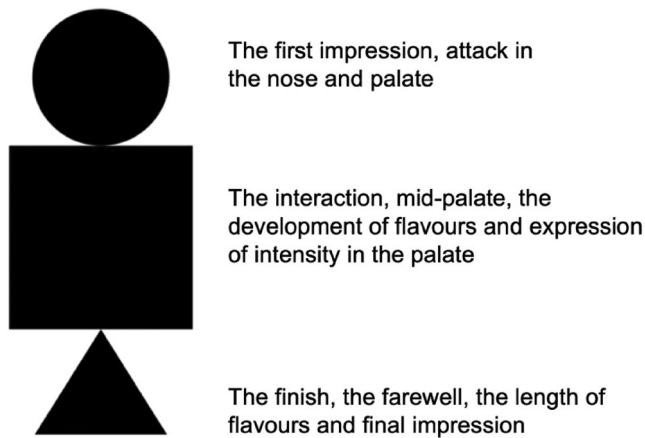 The first impression, attack in
the nose and palate
The interaction, mid-palate, the
development of flavours and expression
of intensity in the palate
The finish, the farewell, the length of
flavours and final impression